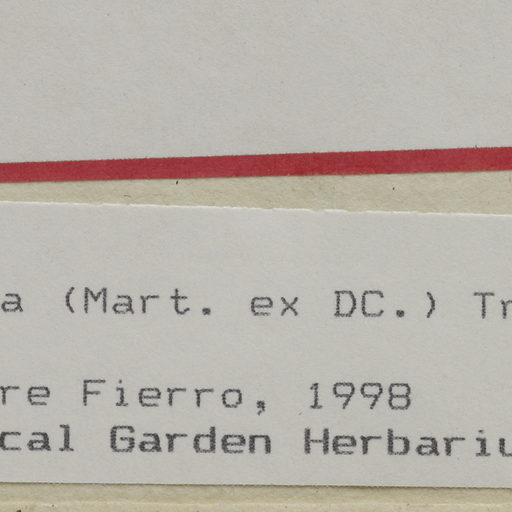 a (Mart. ex DC.) Tr
re Fierro, 1998
cal Garden Herbariu